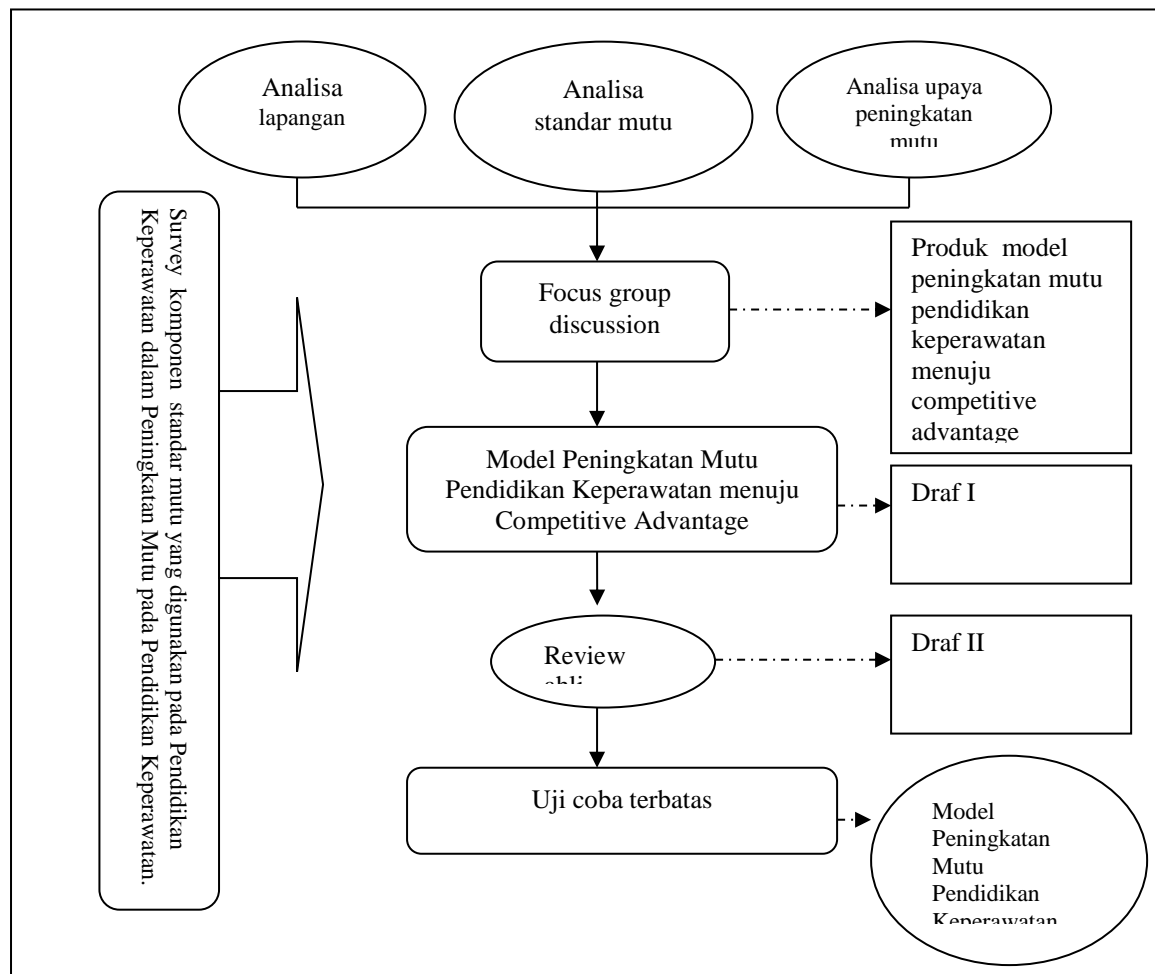 Analisa
lapangan
Analisa
standar mutu
Analisa upaya
peningkatan
mutu
Survey komponen standar mutu yang digunakan pada Pendidikan
Keperawatan dalam Peningkatan Mutu pada Pendidikan Keperawatan.
Focus group
discussion
Produk model
peningkatan mutu
pendidikan
keperawatan
menuju
competitive
advantage
Model Peningkatan Mutu
Pendidikan Keperawatan menuju
Competitive Advantage
Draf I
Review
ahli
Draf II
Uji coba terbatas
Model
Peningkatan
Mutu
Pendidikan
Keperawatan